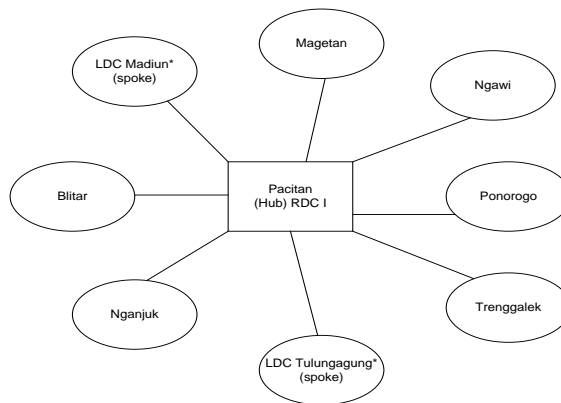 Magetan
LDC Madiun*
(spoke)
Ngawi
Blitar
Pacitan
(Hub) RDC I
Ponorogo
Nganjuk
Trenggalek
LDC Tulungagung*
(spoke)